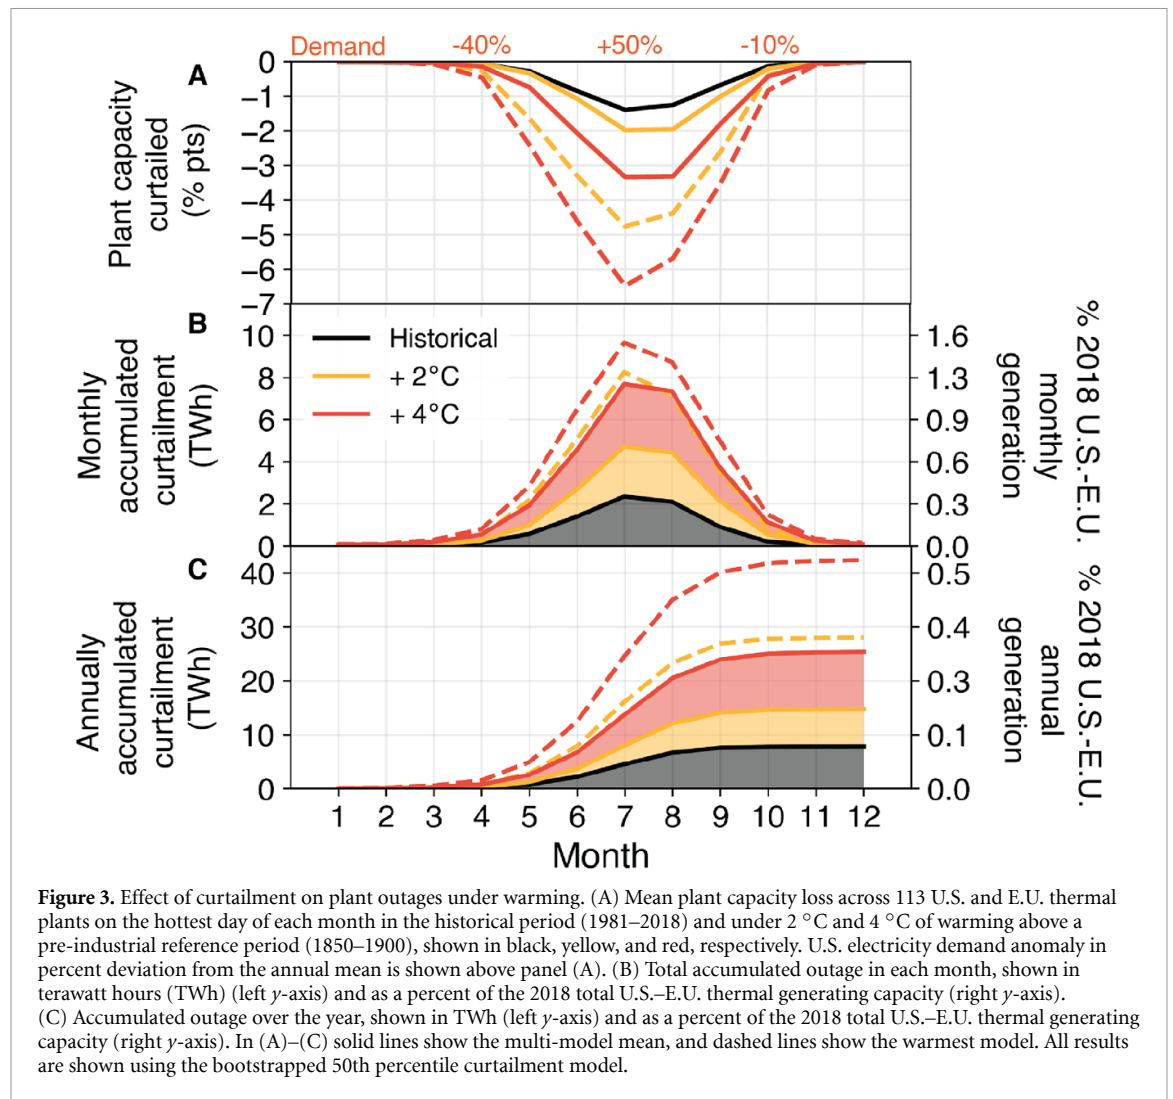 Demand -40% +50% -10%
A
Plant capacity
curtailed
(% pts)
0
−1
−2
−3
−4
−5
−6
−7
B
Monthly
accumulated
curtailment
(TWh)
10
8
6
4
2
0
Historical
+ 2°C
+ 4°C
1.6
1.3
0.9
0.6
0.3
0.0
% 2018 U.S.-E.U.
monthly
generation
C
Annually
accumulated
curtailment
(TWh)
40
30
20
10
0
0.5
0.4
0.3
0.1
0.0
% 2018 U.S.-E.U.
annual
generation
1 2 3 4 5 6 7 8 9 10 11 12
Month
Figure 3. Effect of curtailment on plant outages under warming. (A) Mean plant capacity loss across 113 U.S. and E.U. thermal
plants on the hottest day of each month in the historical period (1981–2018) and under 2 °C and 4 °C of warming above a
pre-industrial reference period (1850–1900), shown in black, yellow, and red, respectively. U.S. electricity demand anomaly in
percent deviation from the annual mean is shown above panel (A). (B) Total accumulated outage in each month, shown in
terawatt hours (TWh) (left y-axis) and as a percent of the 2018 total U.S.–E.U. thermal generating capacity (right y-axis).
(C) Accumulated outage over the year, shown in TWh (left y-axis) and as a percent of the 2018 total U.S.–E.U. thermal generating
capacity (right y-axis). In (A)–(C) solid lines show the multi-model mean, and dashed lines show the warmest model. All results
are shown using the bootstrapped 50th percentile curtailment model.